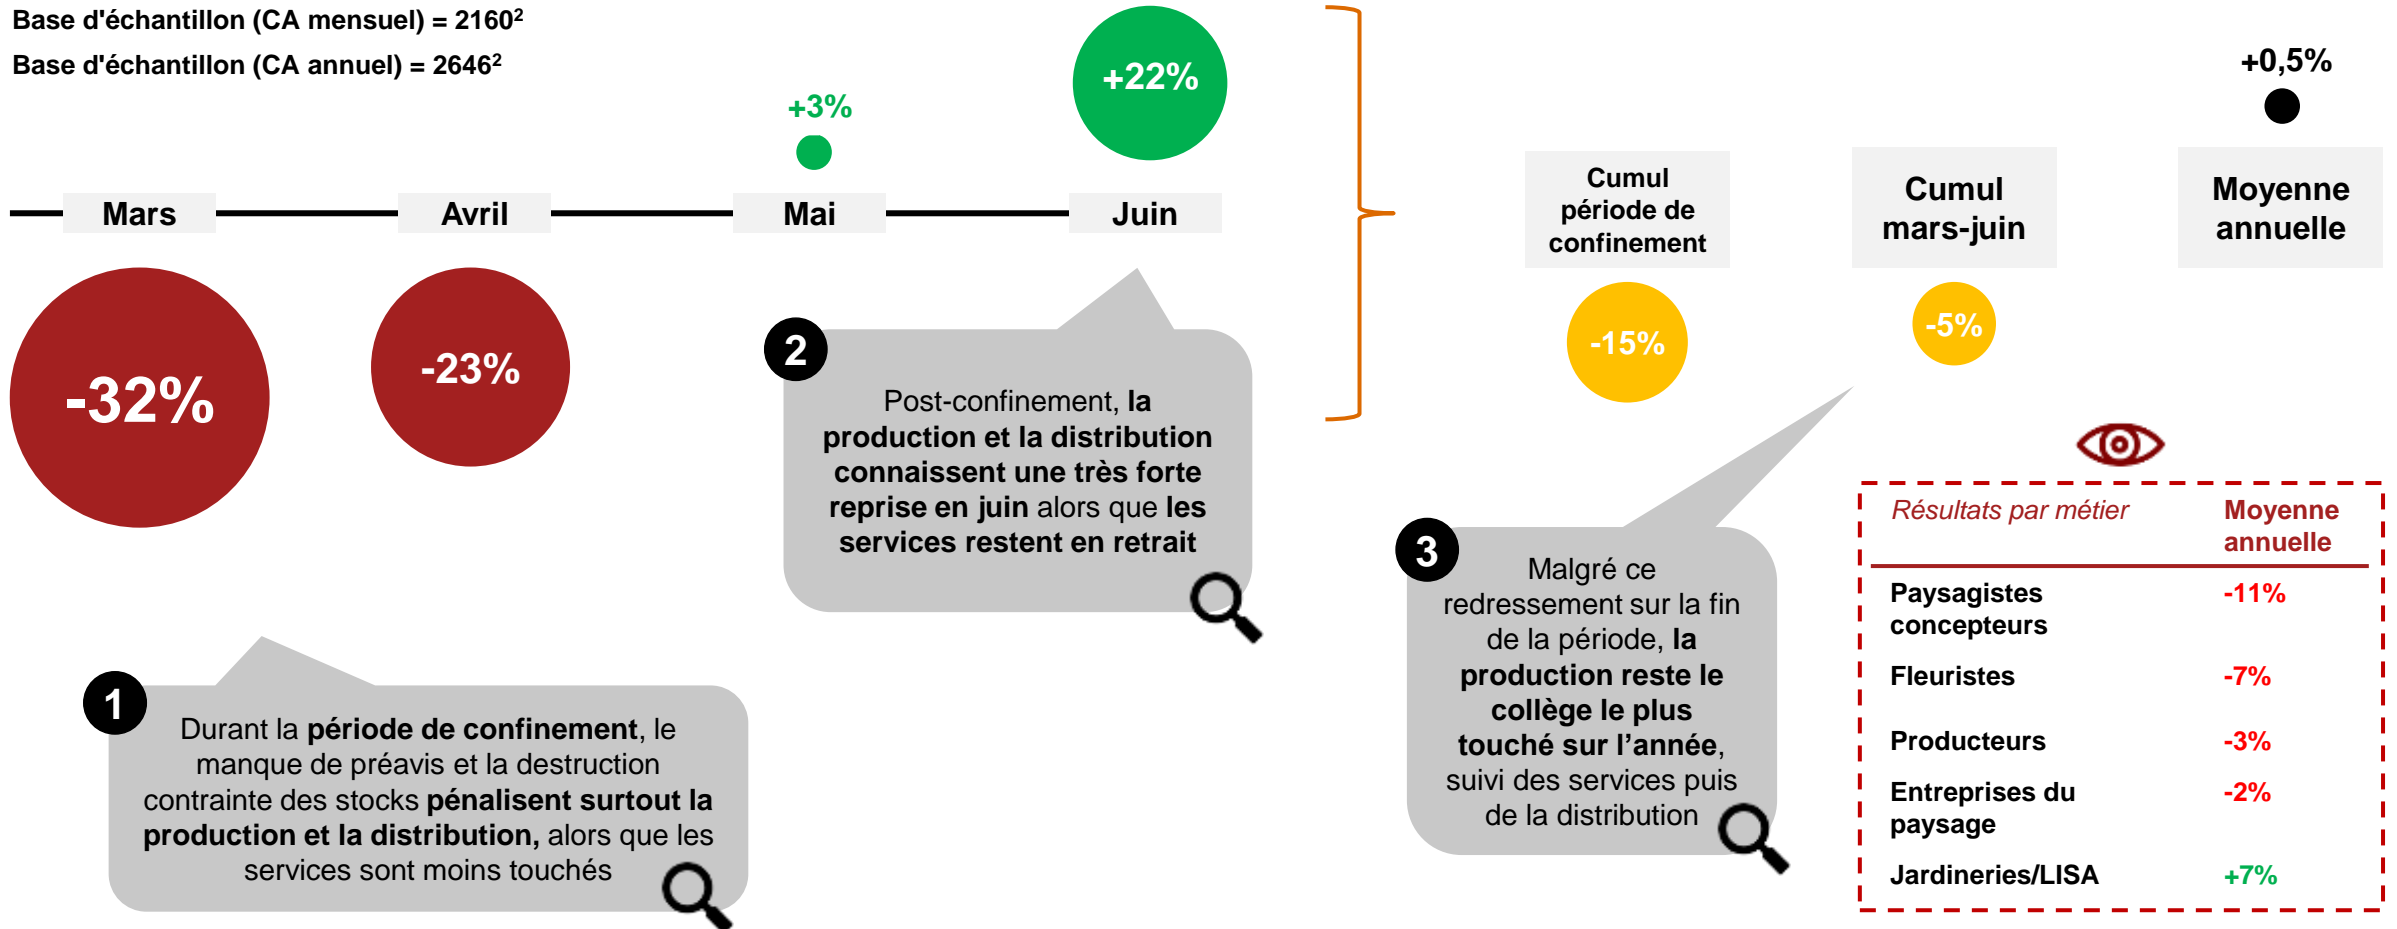 Base d'échantillon (CA mensuel) = 2160²
Base d'échantillon (CA annuel) = 2646²
+3%
+22%
+0,5%
Mars
Avril
Mai
Juin
Cumul
période de
confinement
Cumul
mars-juin
Moyenne
annuelle
-32%
-23%
-15%
-5%
2
Post-confinement, la
production et la distribution
connaissent une très forte
reprise en juin alors que les
services restent en retrait
1
Durant la période de confinement, le
manque de préavis et la destruction
contrainte des stocks pénalisent surtout la
production et la distribution, alors que les
services sont moins touchés
3
Malgré ce
redressement sur la fin
de la période, la
production reste le
collège le plus
touché sur l’année,
suivi des services puis
de la distribution
Résultats par métier
Moyenne
annuelle
Paysagistes
concepteurs
-11%
Fleuristes
-7%
Producteurs
-3%
Entreprises du
paysage
-2%
Jardineries/LISA
+7%